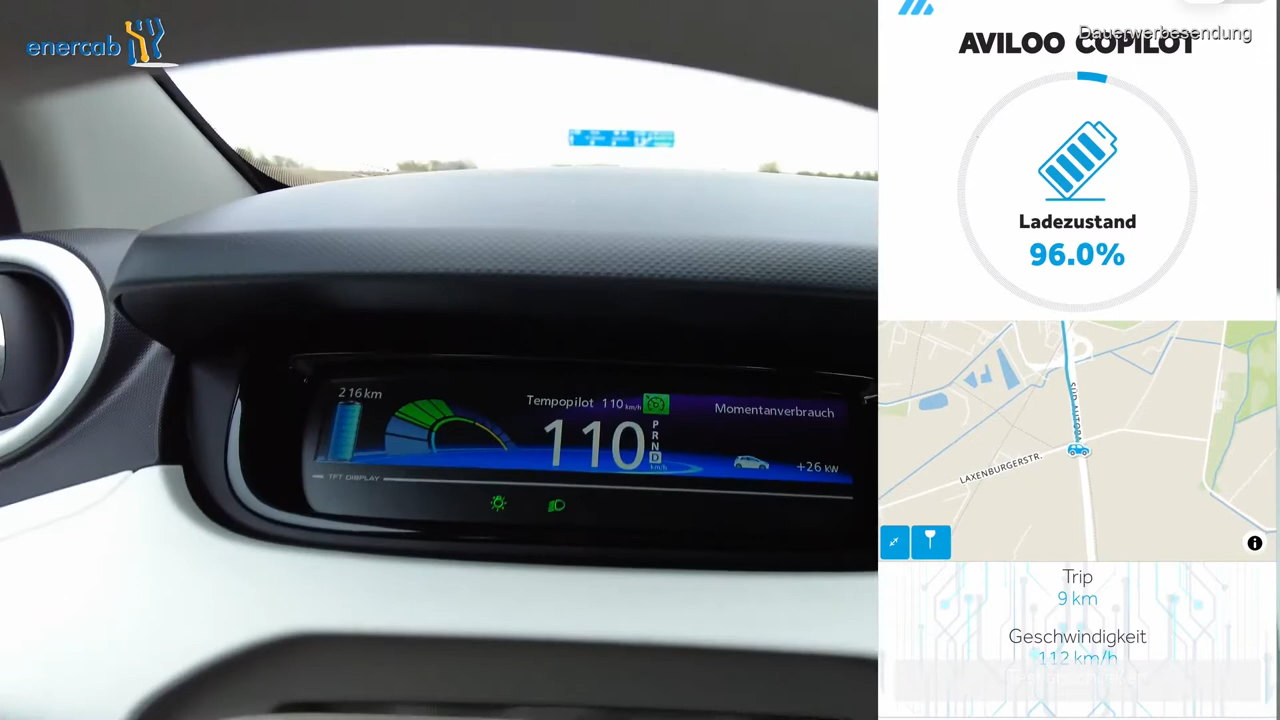 enercab
Dauerwerbesendung
AVILOO COPILOT
Ladezustand
96.0%
216 km
Tempopilot 110 km/h
110
km/h
P
R
N
D
Momentanverbrauch
+26 kW
TFT DISPLAY
SÜD AUTOBA
LAXENBURGERSTR.
Trip
9 km
Geschwindigkeit
112 km/h